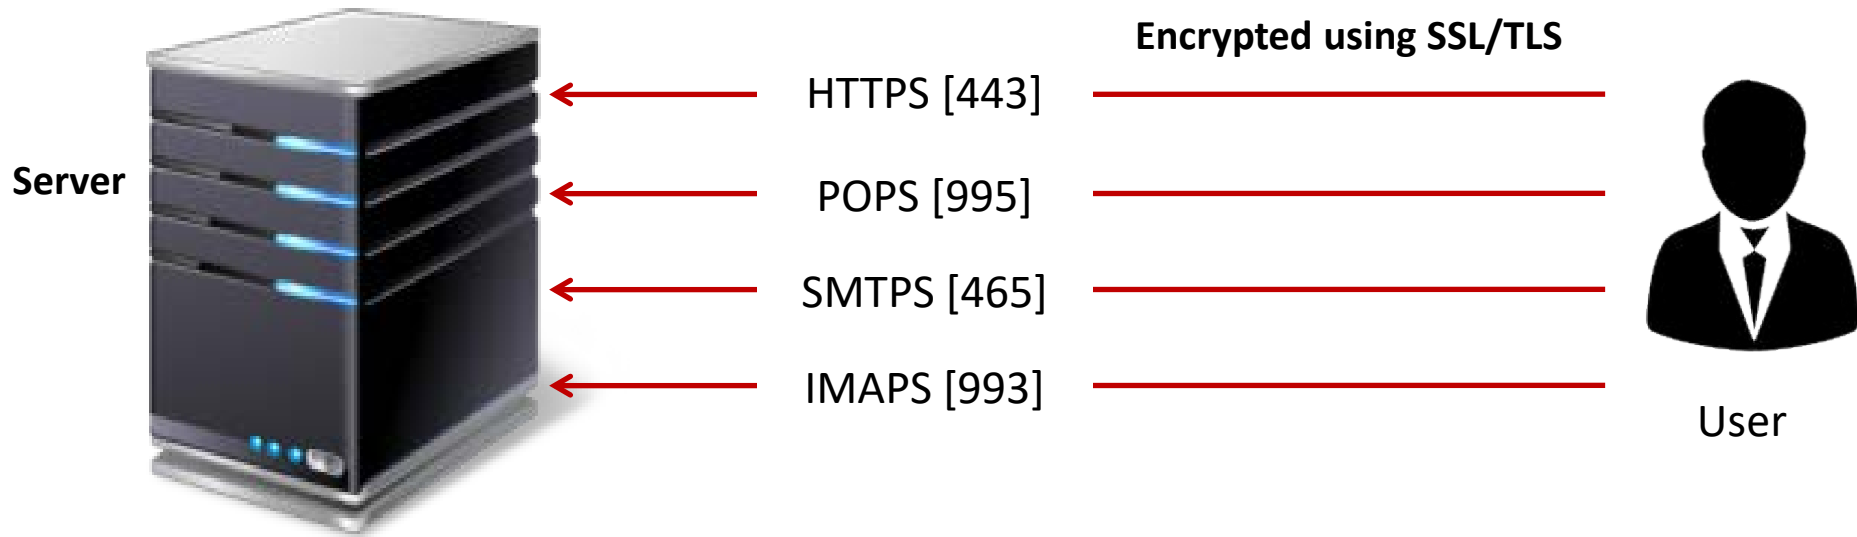 Encrypted using SSL/TLS
HTTPS [443]
Server
POPS [995]
SMTPS [465]
IMAPS [993]
User